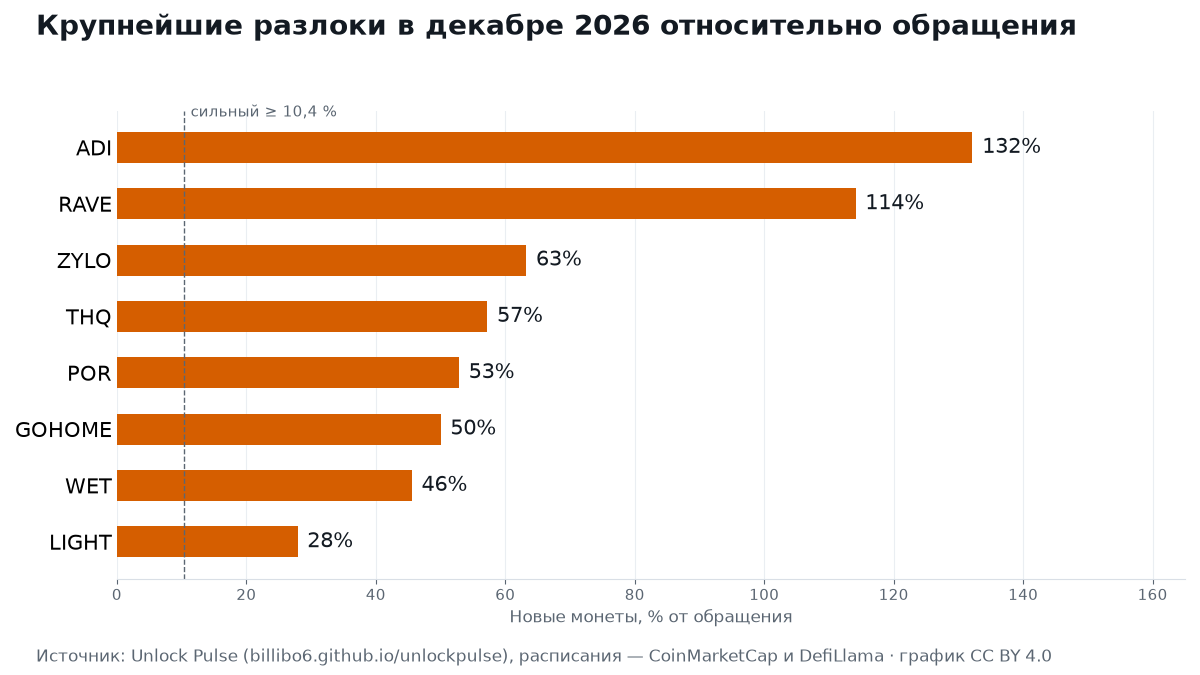 Крупнейшие разлоки в декабре 2026 относительно обращения
сильный ≥ 10,4 %
ADI 132%
RAVE 114%
ZYLO 63%
THQ 57%
POR 53%
GOHOME 50%
WET 46%
LIGHT 28%
0 20 40 60 80 100 120 140 160
Новые монеты, % от обращения
Источник: Unlock Pulse (billibo6.github.io/unlockpulse), расписания — CoinMarketCap и DefiLlama · график CC BY 4.0